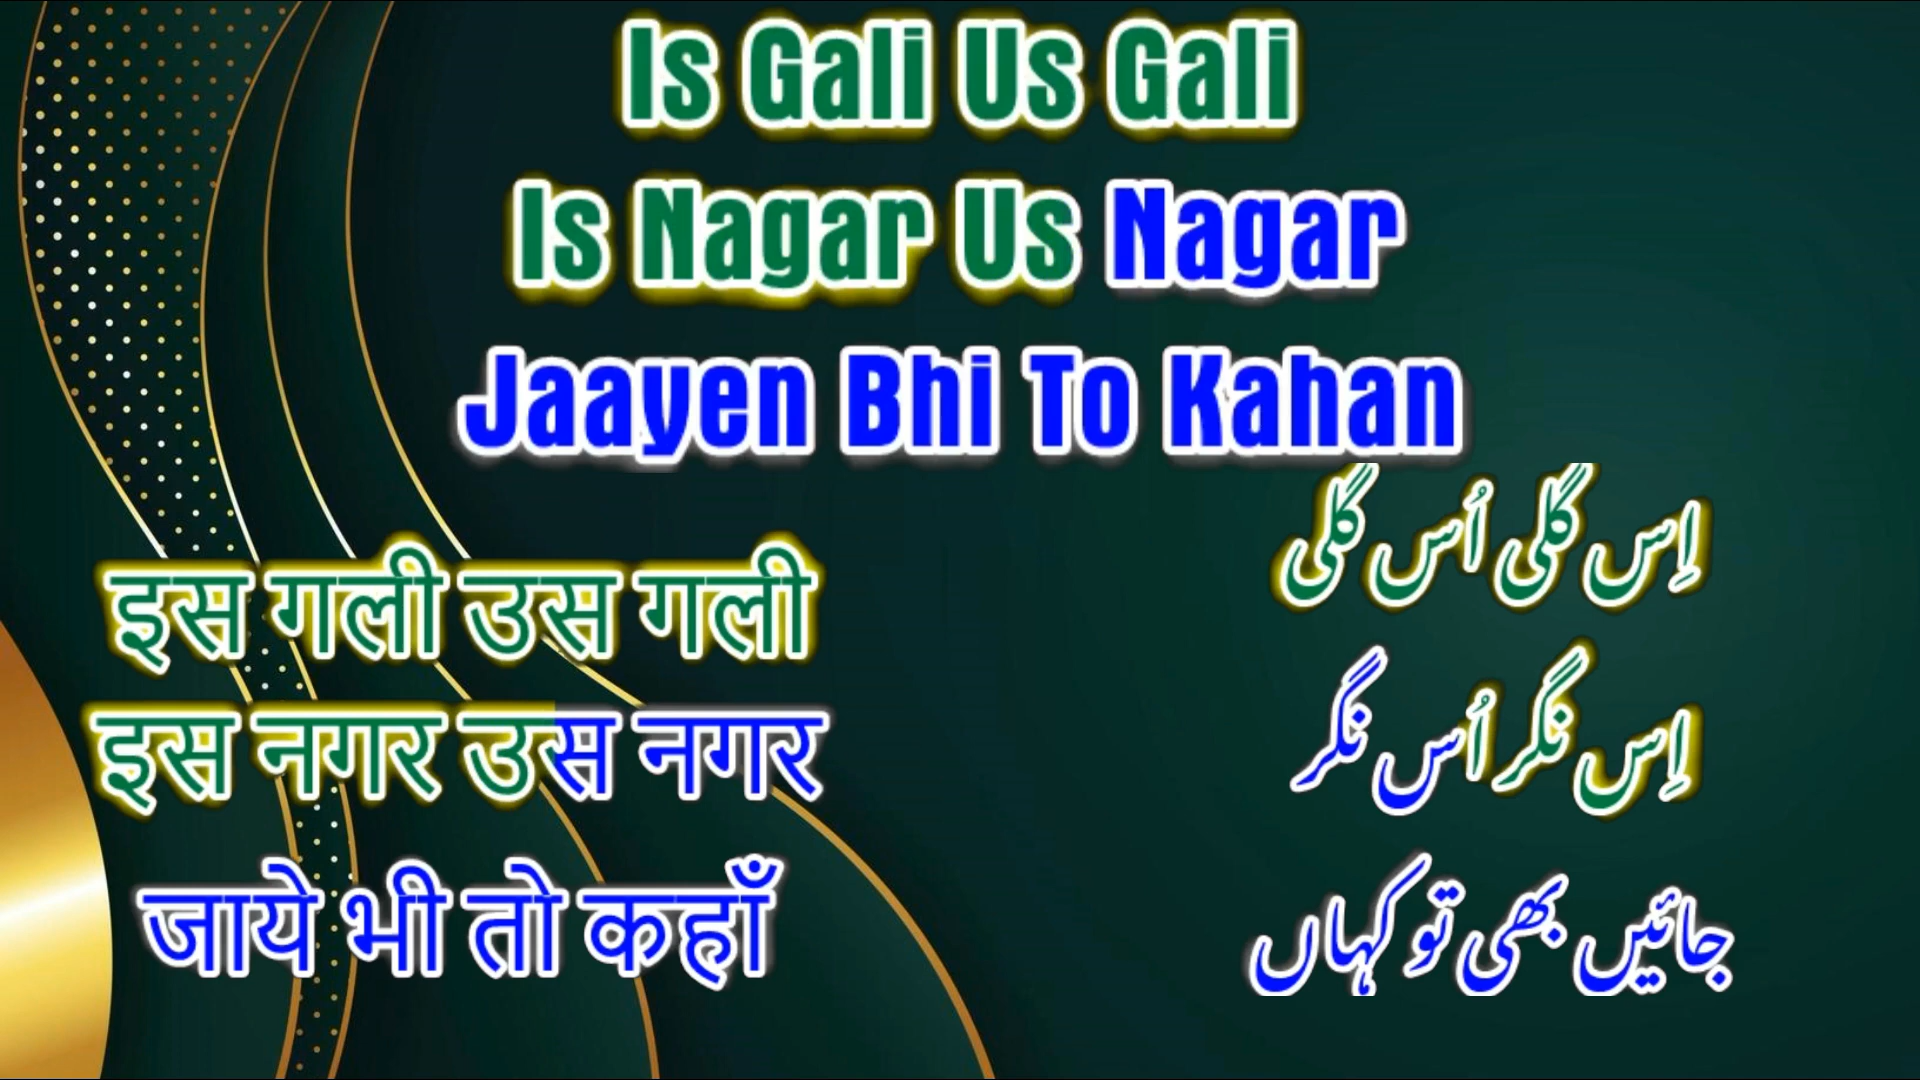 Is Gali Us Gali
Is Nagar Us Nagar
Jaayen Bhi To Kahan
इस गली उस गली
इस नगर उस नगर
जाये भी तो कहाँ
اِس گلی اُس گلی
اِس نگر اُس نگر
جائیں بھی تو کہاں